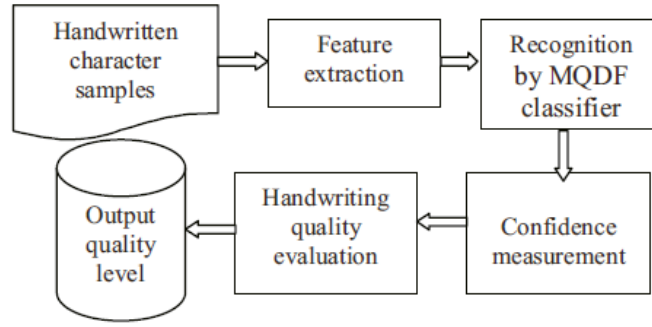 Handwritten
character
samples
Feature
extraction
Recognition
by MQDF
classifier
Confidence
measurement
Handwriting
quality
evaluation
Output
quality
level